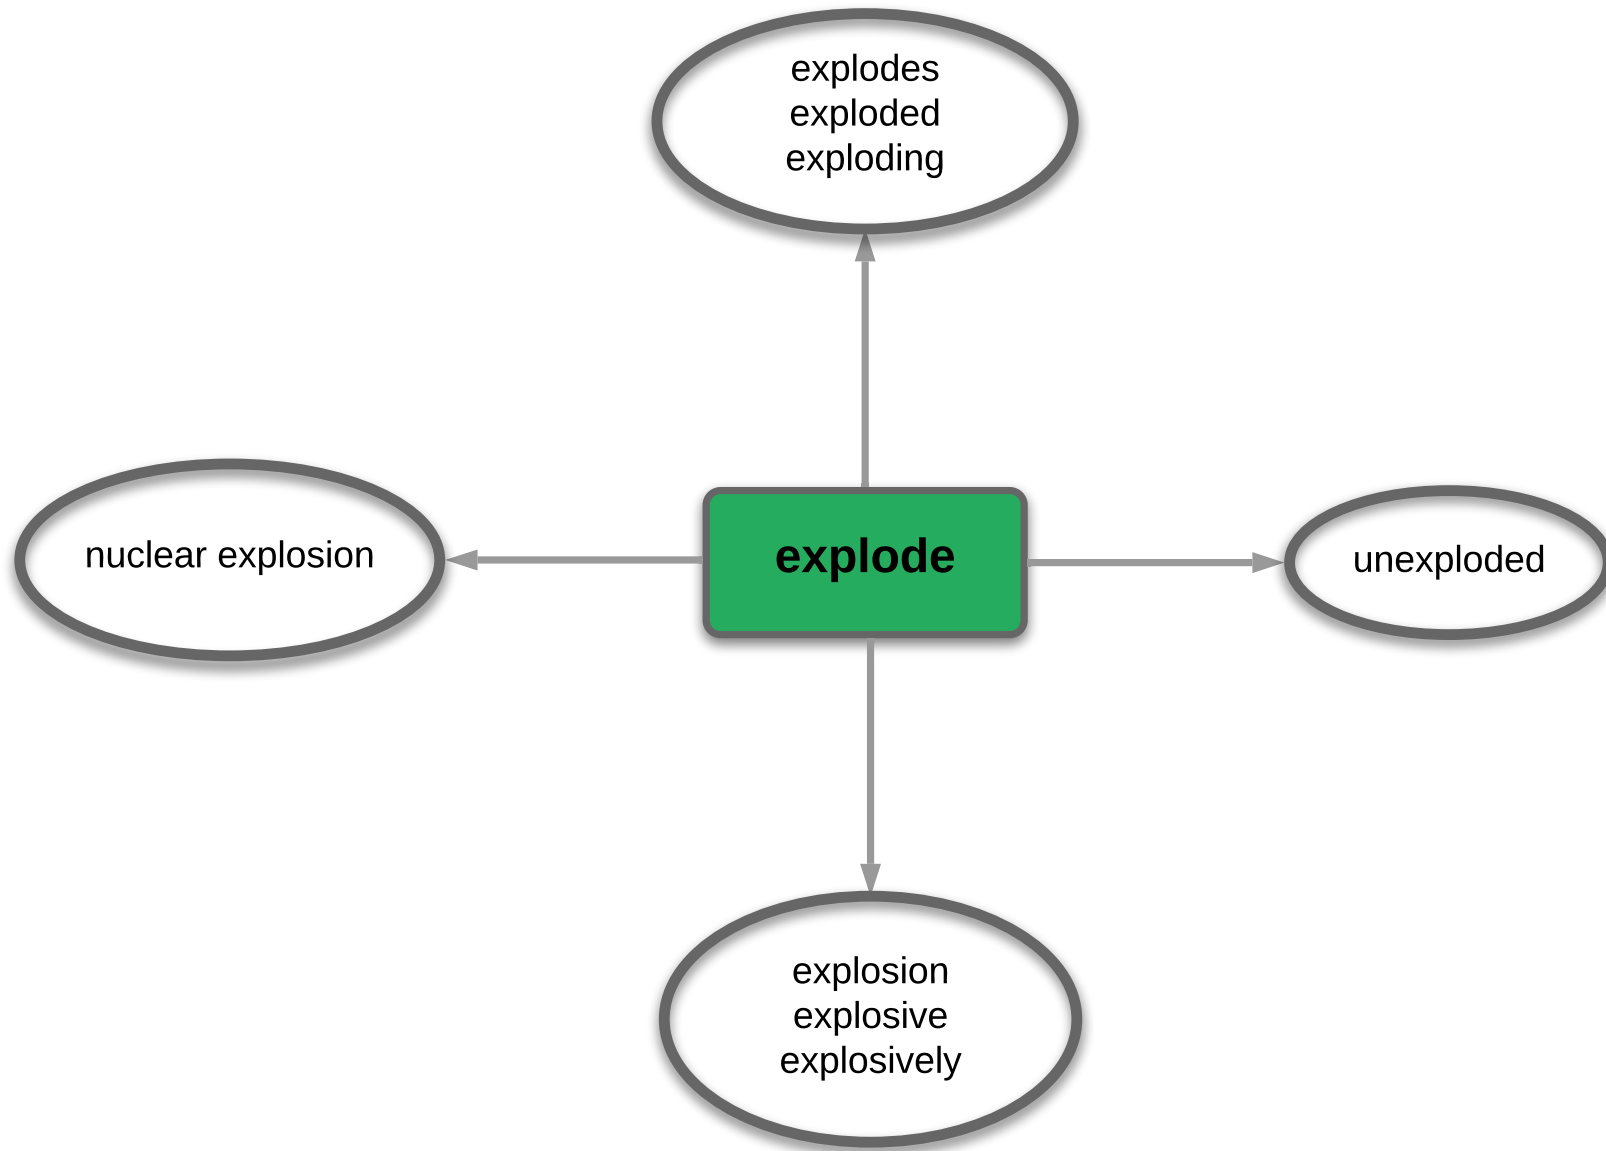 explodes
exploded
exploding
nuclear explosion
explode
unexploded
explosion
explosive
explosively